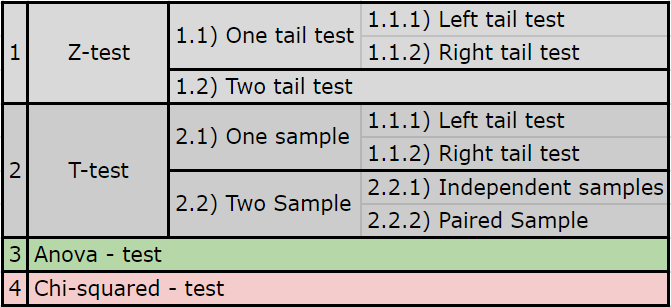 1
Z-test
1.1) One tail test
1.1.1) Left tail test
1.1.2) Right tail test
1.2) Two tail test
2
T-test
2.1) One sample
1.1.1) Left tail test
1.1.2) Right tail test
2.2) Two Sample
2.2.1) Independent samples
2.2.2) Paired Sample
3 Anova - test
4 Chi-squared - test